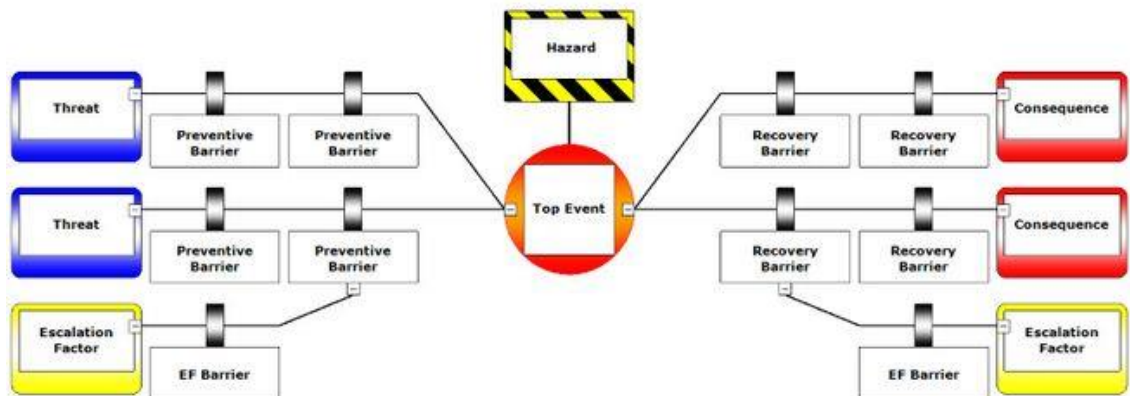 Hazard
Threat
Preventive
Barrier
Preventive
Barrier
Recovery
Barrier
Recovery
Barrier
Consequence
Top Event
Threat
Preventive
Barrier
Preventive
Barrier
Recovery
Barrier
Recovery
Barrier
Consequence
Escalation
Factor
EF Barrier
EF Barrier
Escalation
Factor